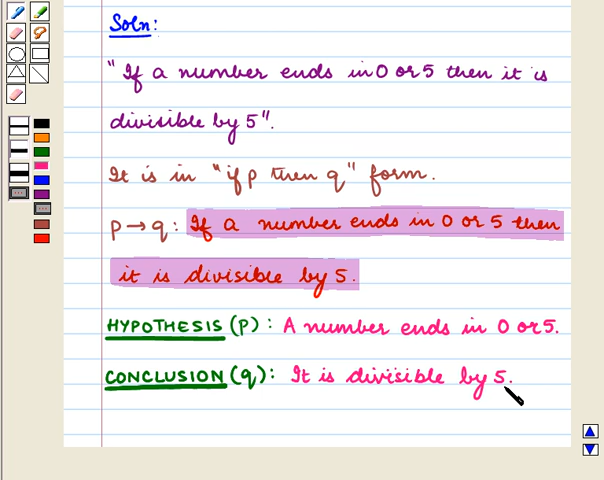 Soln:
" If a number ends in 0 or 5 then it is
divisible by 5".
It is in "if p then q" form.
p → q: If a number ends in 0 or 5 then
it is divisible by 5.
HYPOTHESIS (p): A number ends in 0 or 5.
CONCLUSION (q): It is divisible by 5.